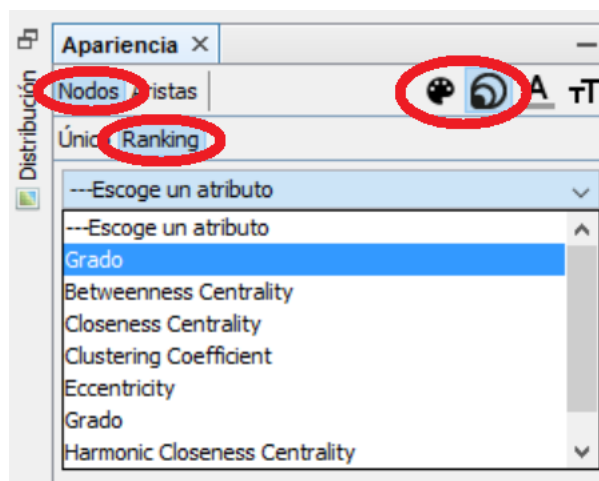 Apariencia ×
Distribución
Nodos Aristas
A TT
Único Ranking
---Escoge un atributo
---Escoge un atributo
Grado
Betweenness Centrality
Closeness Centrality
Clustering Coefficient
Eccentricity
Grado
Harmonic Closeness Centrality